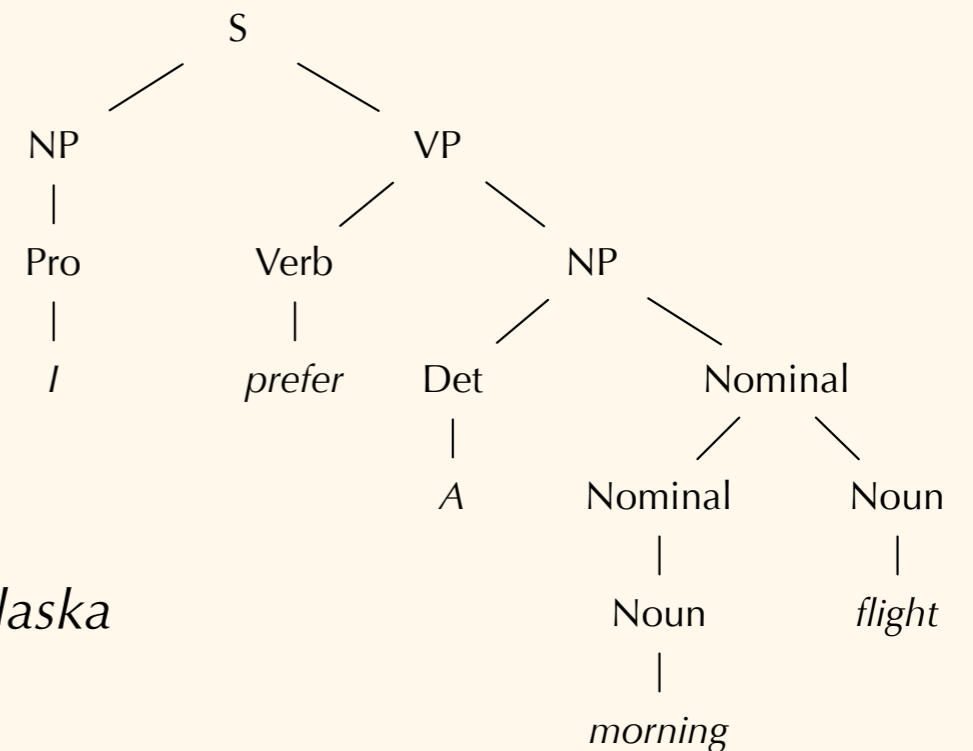 S
NP VP
Pro Verb NP
I prefer Det Nominal
A Nominal Noun
laska Noun flight
morning